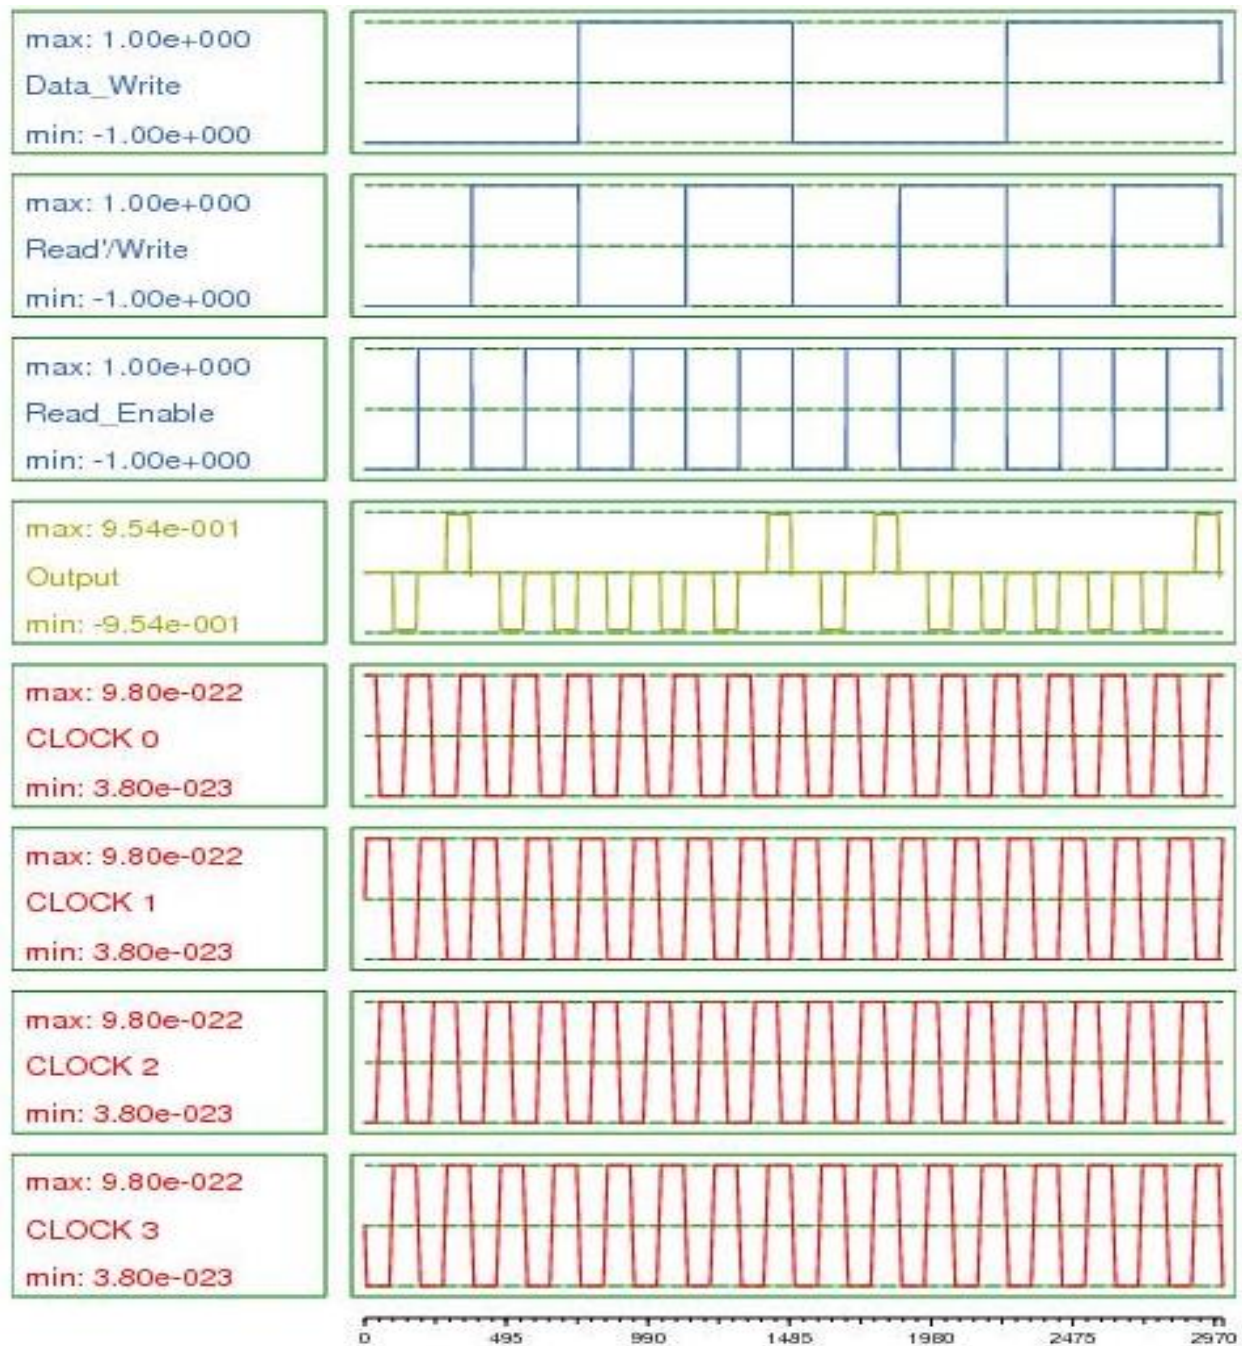 max: 1.00e+000
Data_Write
min: -1.00e+000
max: 1.00e+000
Read'/Write
min: -1.00e+000
max: 1.00e+000
Read_Enable
min: -1.00e+000
max: 9.54e-001
Output
min: -9.54e-001
max: 9.80e-022
CLOCK 0
min: 3.80e-023
max: 9.80e-022
CLOCK 1
min: 3.80e-023
max: 9.80e-022
CLOCK 2
min: 3.80e-023
max: 9.80e-022
CLOCK 3
min: 3.80e-023
0 495 990 1485 1980 2475 2970